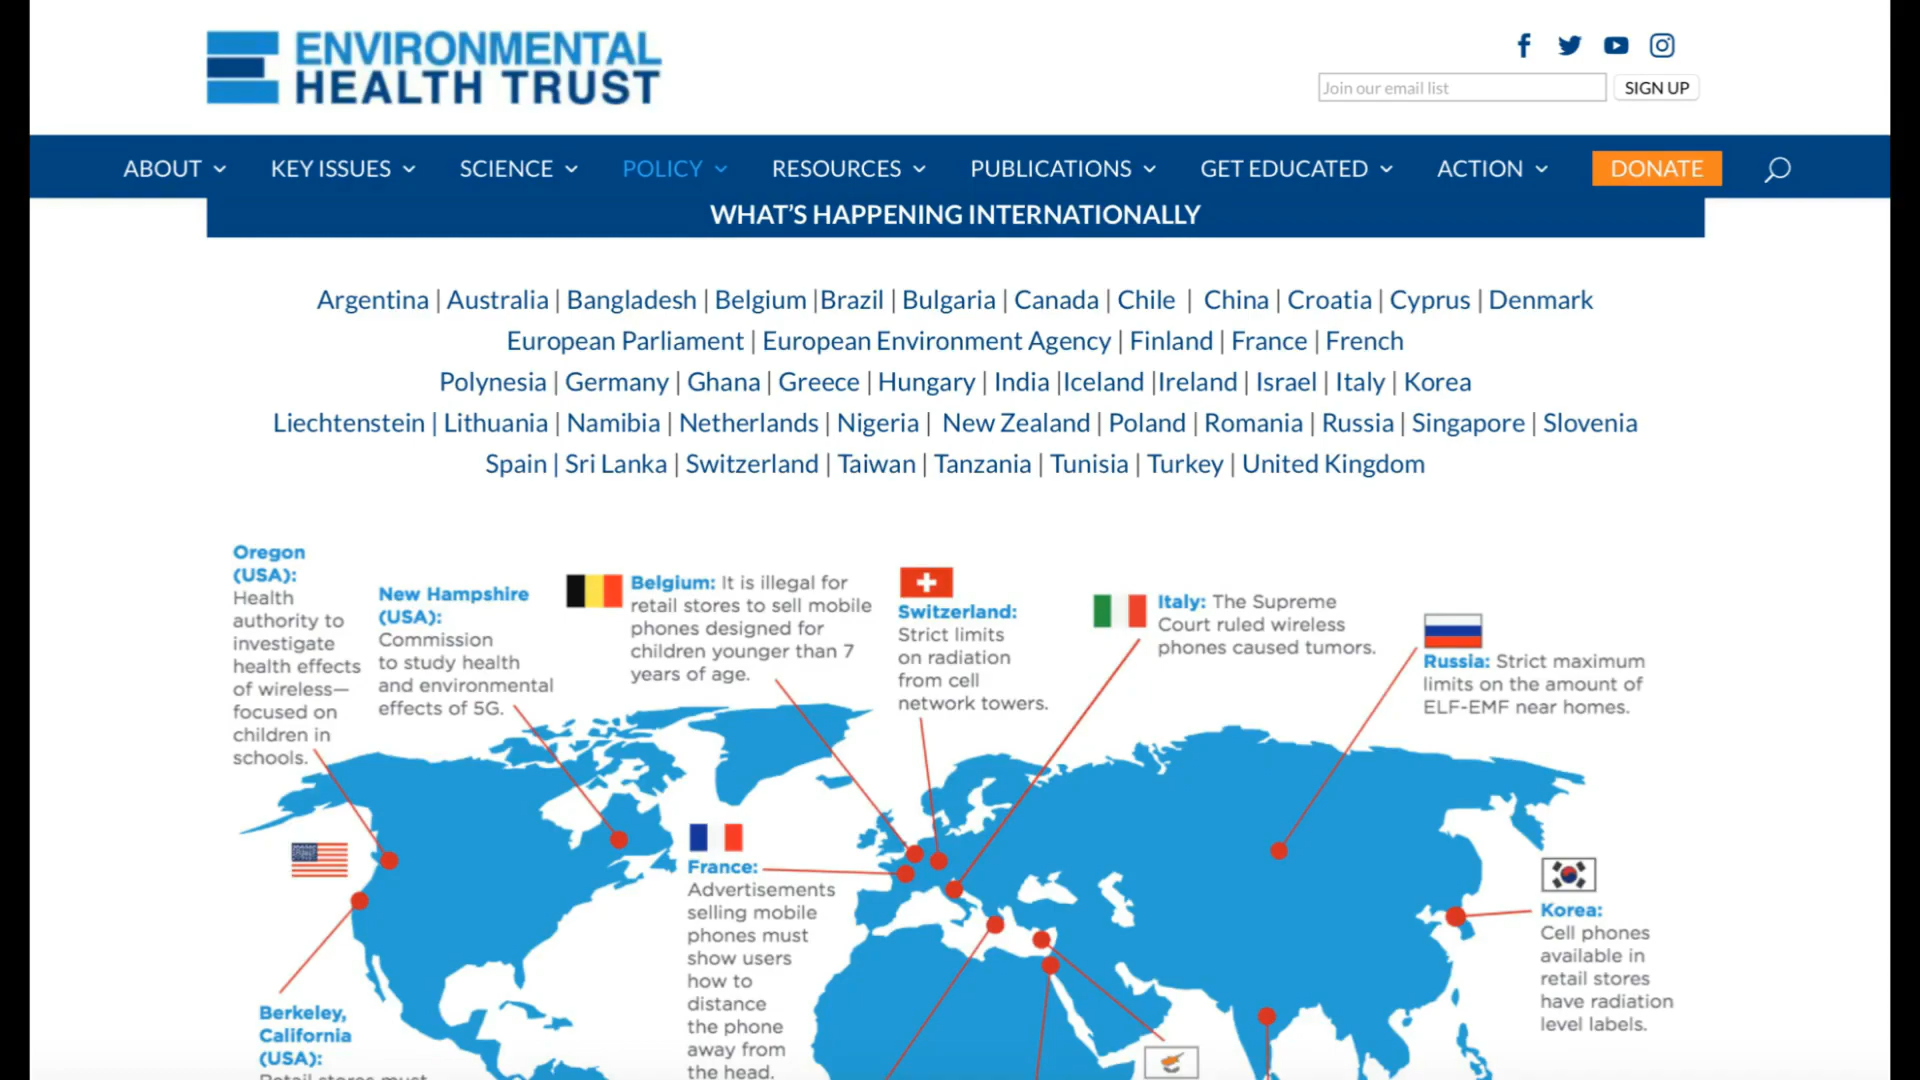 ENVIRONMENTAL
HEALTH TRUST
Join our email list
SIGN UP
ABOUT
KEY ISSUES
SCIENCE
POLICY
RESOURCES
PUBLICATIONS
GET EDUCATED
ACTION
DONATE
WHAT'S HAPPENING INTERNATIONALLY
Argentina | Australia | Bangladesh | Belgium |Brazil | Bulgaria | Canada | Chile | China | Croatia | Cyprus | Denmark
European Parliament | European Environment Agency | Finland | France | French
Polynesia | Germany | Ghana | Greece | Hungary | India |Iceland |Ireland | Israel | Italy | Korea
Liechtenstein | Lithuania | Namibia | Netherlands | Nigeria | New Zealand | Poland | Romania | Russia | Singapore | Slovenia
Spain | Sri Lanka | Switzerland | Taiwan | Tanzania | Tunisia | Turkey | United Kingdom
Oregon
(USA):
Health
authority to
investigate
health effects
of wireless—
focused on
children in
schools.
New Hampshire
(USA):
Commission
to study health
and environmental
effects of 5G.
Belgium: It is illegal for
retail stores to sell mobile
phones designed for
children younger than 7
years of age.
Switzerland:
Strict limits
on radiation
from cell
network towers.
Italy: The Supreme
Court ruled wireless
phones caused tumors.
Russia: Strict maximum
limits on the amount of
ELF-EMF near homes.
France:
Advertisements
selling mobile
phones must
show users
how to
distance
the phone
away from
the head.
Korea:
Cell phones
available in
retail stores
have radiation
level labels.
Berkeley,
California
(USA):
Retail stores must